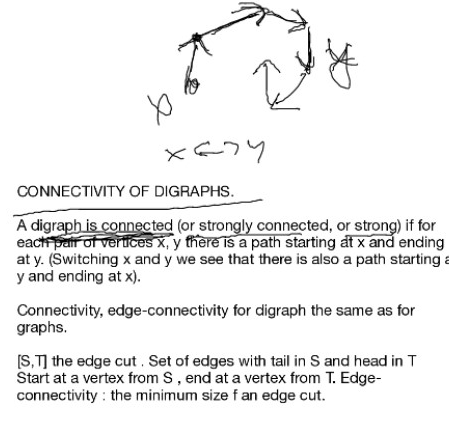 x
y
x <-> y
CONNECTIVITY OF DIGRAPHS.
A digraph is connected (or strongly connected, or strong) if for
each pair of vertices x, y there is a path starting at x and ending
at y. (Switching x and y we see that there is also a path starting a
y and ending at x).
Connectivity, edge-connectivity for digraph the same as for
graphs.
[S,T] the edge cut . Set of edges with tail in S and head in T
Start at a vertex from S , end at a vertex from T. Edge-
connectivity : the minimum size f an edge cut.